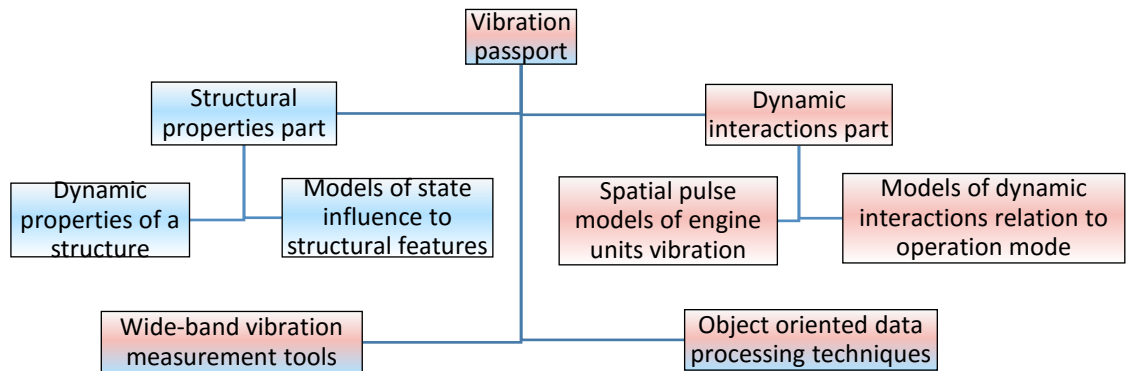 Vibration
passport
Structural
properties part
Dynamic
interactions part
Dynamic
properties of a
structure
Models of state
influence to
structural features
Spatial pulse
models of engine
units vibration
Models of dynamic
interactions relation to
operation mode
Wide-band vibration
measurement tools
Object oriented data
processing techniques